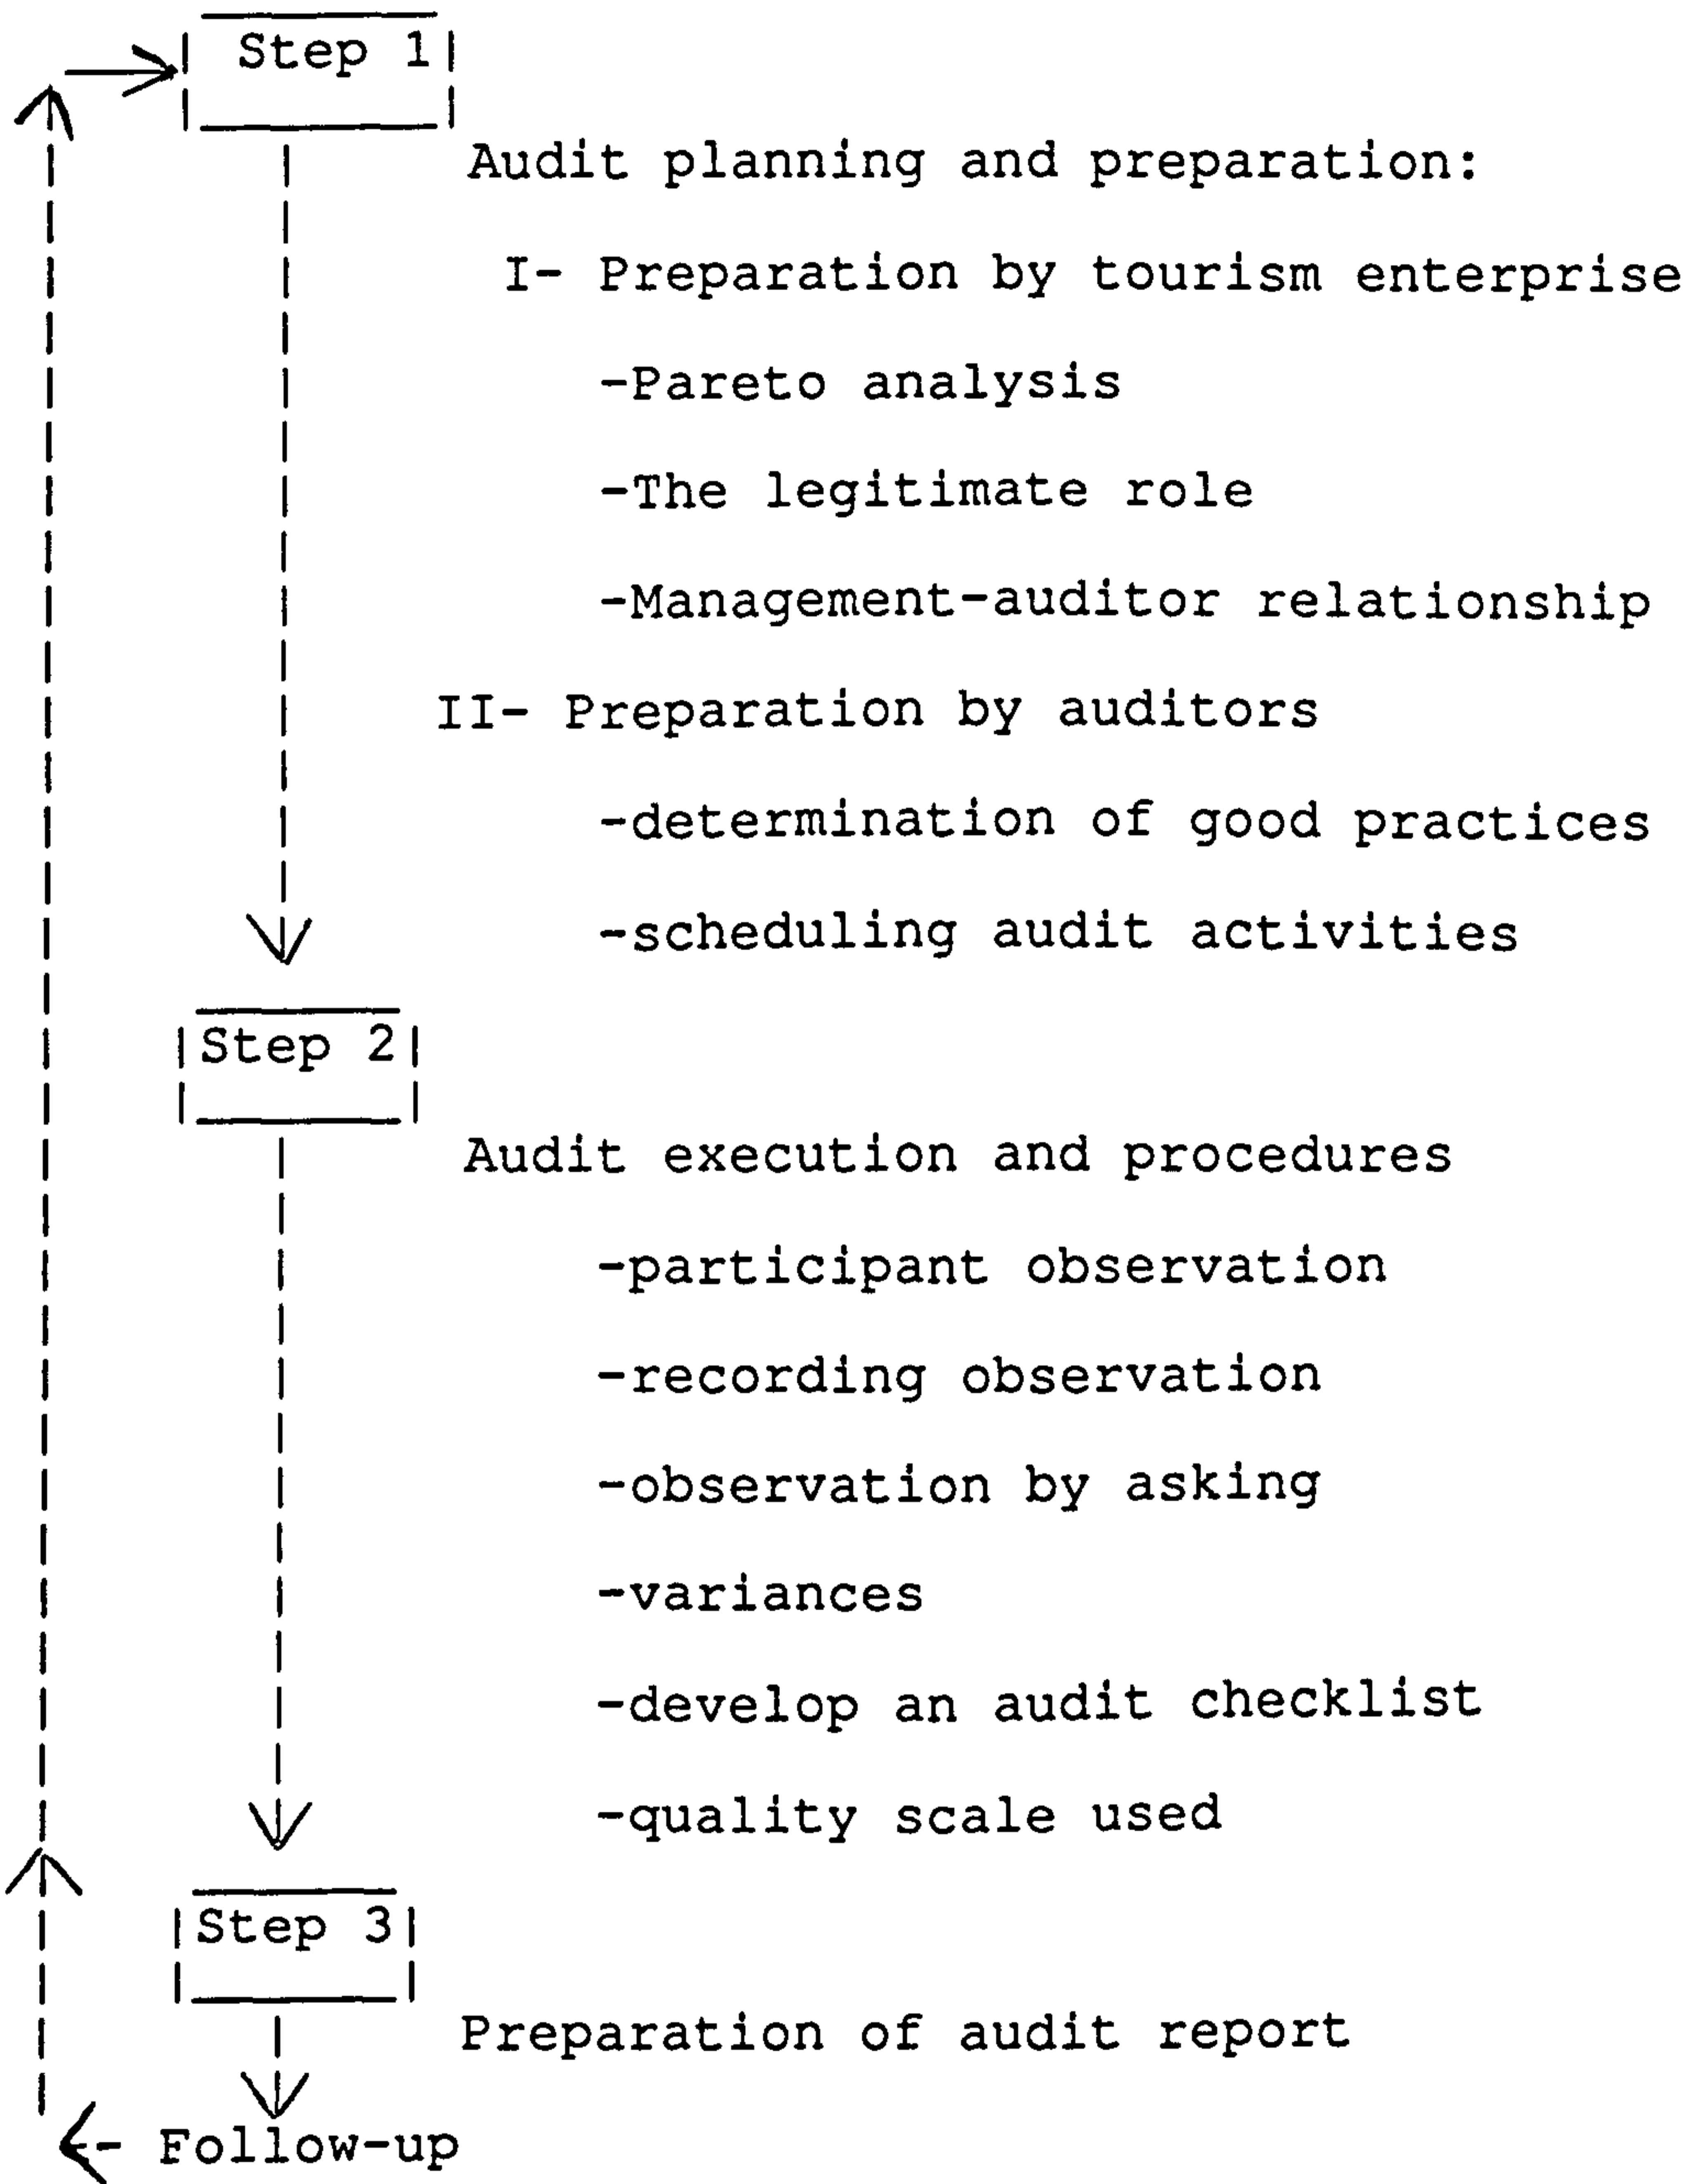 Step 1
Audit planning and preparation:
I- Preparation by tourism enterprise
-Pareto analysis
-The legitimate role
-Management-auditor relationship
II- Preparation by auditors
-determination of good practices
-scheduling audit activities
Step 2
Audit execution and procedures
-participant observation
-recording observation
-observation by asking
-variances
-develop an audit checklist
-quality scale used
Step 3
Preparation of audit report
Follow-up